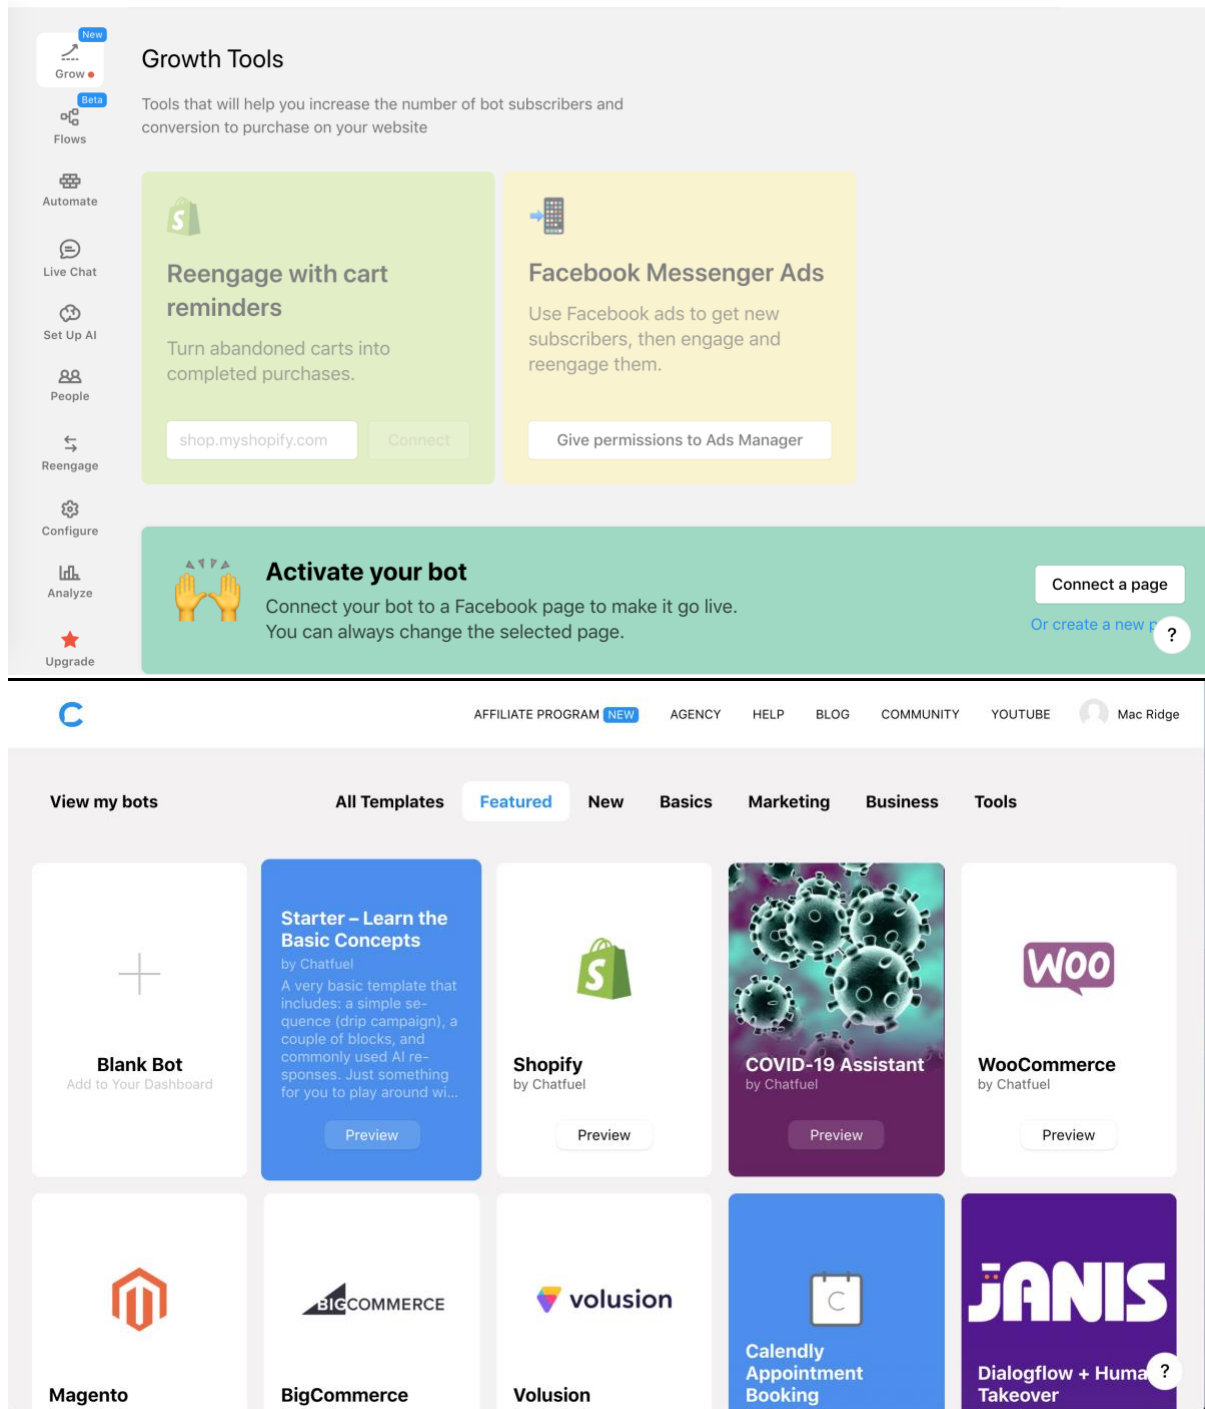 New
Grow
Beta
Flows
Automate
Live Chat
Set Up AI
People
Reengage
Configure
Analyze
Upgrade
Growth Tools
Tools that will help you increase the number of bot subscribers and
conversion to purchase on your website
Reengage with cart
reminders
Turn abandoned carts into
completed purchases.
shop.myshopify.com
Connect
Facebook Messenger Ads
Use Facebook ads to get new
subscribers, then engage and
reengage them.
Give permissions to Ads Manager
Activate your bot
Connect your bot to a Facebook page to make it go live.
You can always change the selected page.
Connect a page
Or create a new p
?
C
AFFILIATE PROGRAM NEW AGENCY HELP BLOG COMMUNITY YOUTUBE Mac Ridge
View my bots All Templates Featured New Basics Marketing Business Tools
Blank Bot
Add to Your Dashboard
Starter – Learn the
Basic Concepts
by Chatfuel
A very basic template that
includes: a simple se-
quence (drip campaign), a
couple of blocks, and
commonly used AI re-
sponses. Just something
for you to play around wi...
Preview
S
Shopify
by Chatfuel
Preview
COVID-19 Assistant
by Chatfuel
Preview
WOO
WooCommerce
by Chatfuel
Preview
Magento
BIGCOMMERCE
BigCommerce
volusion
Volusion
C
Calendly
Appointment
Booking
JANIS
Dialogflow + Huma
Takeover
?